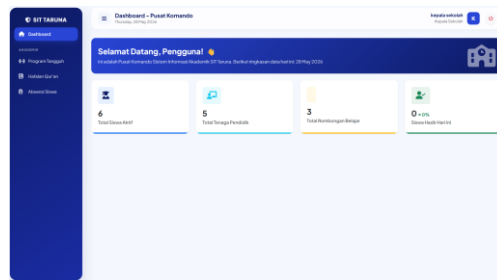 SIT TARUNA
Dashboard
AKADEMIK
Program Tasqguh
Hafalan Qur'an
Absensi Siswa
Dashboard - Pusat Komando
Thursday, 28 May 2026
kepala sekolah
Kepala Sekolah
K
Selamat Datang, Pengguna! 👋
Ini adalah Pusat Komando Sistem Informasi Akademik SIT Taruna. Berikut ringkasan data hari ini: 28 May 2026
6
Total Siswa Aktif
5
Total Tenaga Pendidik
3
Total Rombongan Belajar
0 • 0%
Siswa Hadir Hari Ini